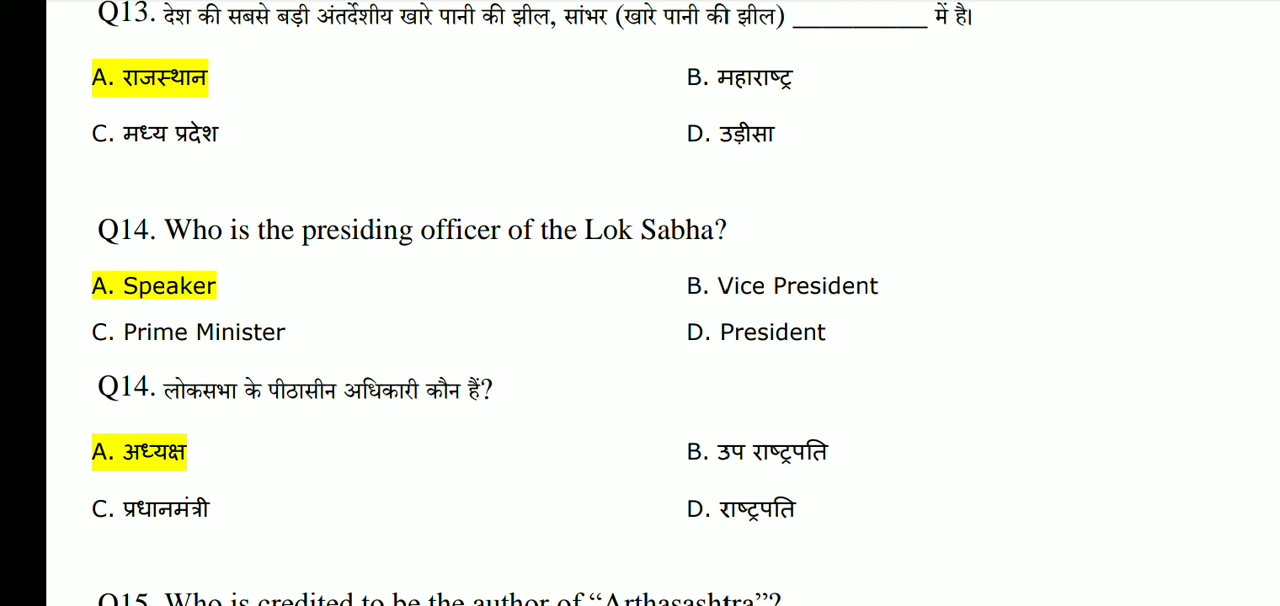 Q13. देश की सबसे बड़ी अंतर्देशीय खारे पानी की झील, सांभर (खारे पानी की झील) ___________ में है।
A. राजस्थान B. महाराष्ट्र
C. मध्य प्रदेश D. उड़ीसा
Q14. Who is the presiding officer of the Lok Sabha?
A. Speaker B. Vice President
C. Prime Minister D. President
Q14. लोकसभा के पीठासीन अधिकारी कौन हैं?
A. अध्यक्ष B. उप राष्ट्रपति
C. प्रधानमंत्री D. राष्ट्रपति
Q15. Who is credited to be the author of “Arthasashtra”?